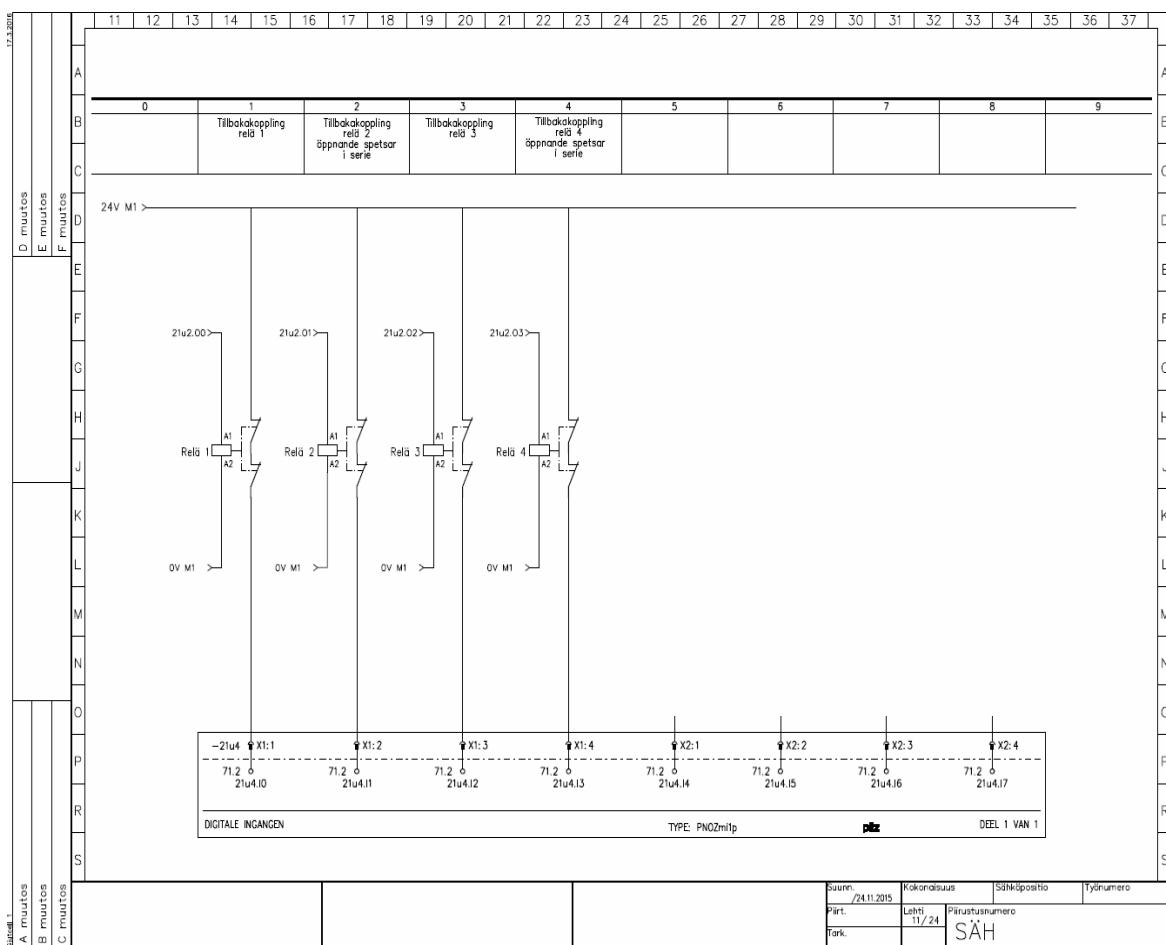 17.3.2016
11 12 13 14 15 16 17 18 19 20 21 22 23 24 25 26 27 28 29 30 31 32 33 34 35 36 37
A A
0 1 2 3 4 5 6 7 8 9
B B
Tillbakakoppling relä 1
Tillbakakoppling relä 2 öppnande spetsar i serie
Tillbakakoppling relä 3
Tillbakakoppling relä 4 öppnande spetsar i serie
C
D muutos
E muutos
F muutos
24V M1
D D
E E
F F
21u2.00 21u2.01 21u2.02 21u2.03
G G
H H
A1 A1 A1 A1
Relä 1 Relä 2 Relä 3 Relä 4
A2 A2 A2 A2
J J
K K
L L
0V M1 0V M1 0V M1 0V M1
M M
N N
O O
-21u4 X1:1 X1:2 X1:3 X1:4 X2:1 X2:2 X2:3 X2:4
P P
71.2 71.2 71.2 71.2 71.2 71.2 71.2 71.2
21u4.I0 21u4.I1 21u4.I2 21u4.I3 21u4.I4 21u4.I5 21u4.I6 21u4.I7
R R
DIGITALE INGANGEN TYPE: PNOZmi1p pilz DEEL 1 VAN 1
S S
A muutos
B muutos
C muutos
Suunn. /24.11.2015 Kokonaisuus Sähköpositio Työnumero
Piirt. Lehti 11/24 Piirustusnumero
Tark. SÄH